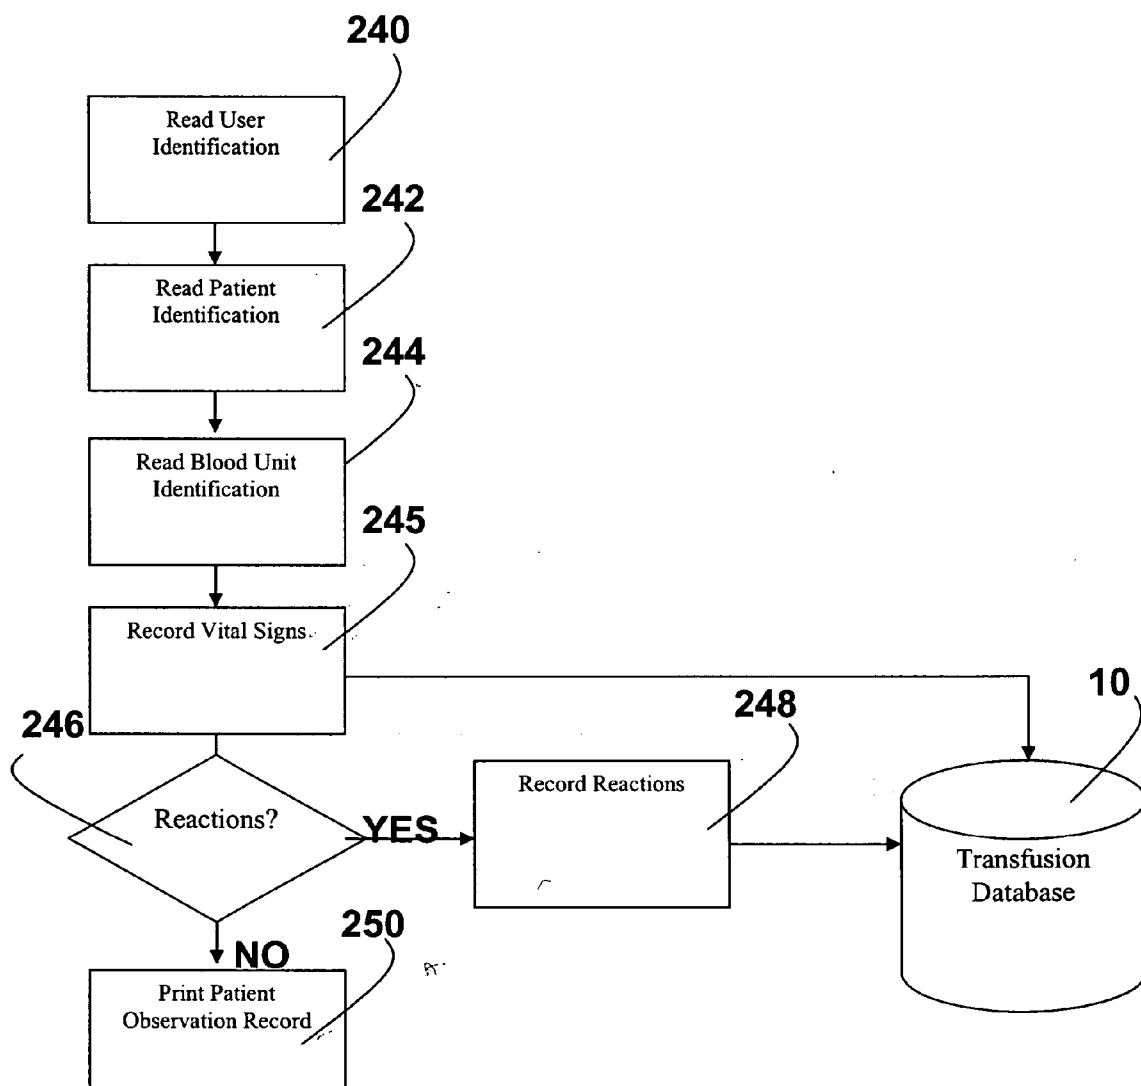 240
Read User
Identification
242
Read Patient
Identification
244
Read Blood Unit
Identification
245
Record Vital Signs
246
Reactions?
YES
248
Record Reactions
10
Transfusion
Database
NO
250
Print Patient
Observation Record